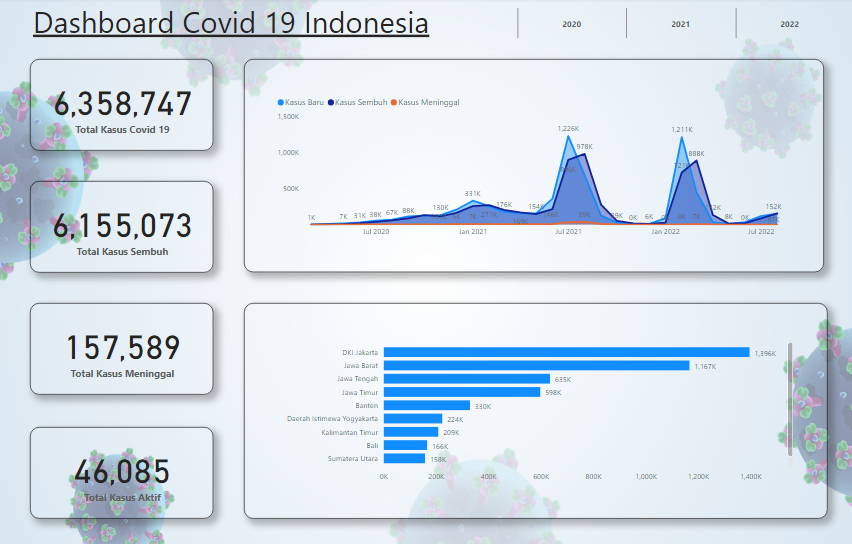 Dashboard Covid 19 Indonesia
2020
2021
2022
6,358,747
Total Kasus Covid 19
6,155,073
Total Kasus Sembuh
157,589
Total Kasus Meninggal
46,085
Total Kasus Aktif
Kasus Baru Kasus Sembuh Kasus Meninggal
1,500K
1,000K
500K
1,226K
978K
1,211K
888K
331K
176K
154K
130K
88K
67K
38K
31K
7K
1K
0K
6K
8K
0K
152K
Jul 2020
Jan 2021
Jul 2021
Jan 2022
Jul 2022
DKI Jakarta 1,396K
Jawa Barat 1,167K
Jawa Tengah 635K
Jawa Timur 598K
Banten 330K
Daerah Istimewa Yogyakarta 224K
Kalimantan Timur 209K
Bali 166K
Sumatera Utara 158K
0K 200K 400K 600K 800K 1,000K 1,200K 1,400K